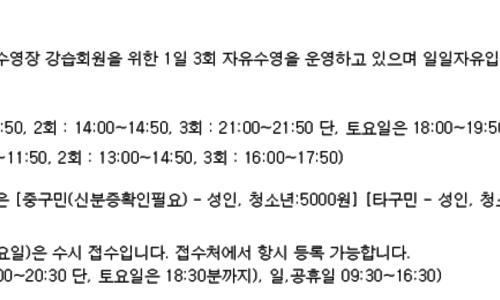 수영장 강습회원을 위한 1일 3회 자유수영을 운영하고 있으며 일일자유입
:50, 2회 : 14:00~14:50, 3회 : 21:00~21:50 단, 토요일은 18:00~19:50
~11:50, 2회 : 13:00~14:50, 3회 : 16:00~17:50)
은 [중구민(신분증확인필요) - 성인, 청소년:5000원] [타구민 - 성인, 청소
요일)은 수시 접수입니다. 접수처에서 항시 등록 가능합니다.
00~20:30 단, 토요일은 18:30분까지), 일,공휴일 09:30~16:30)